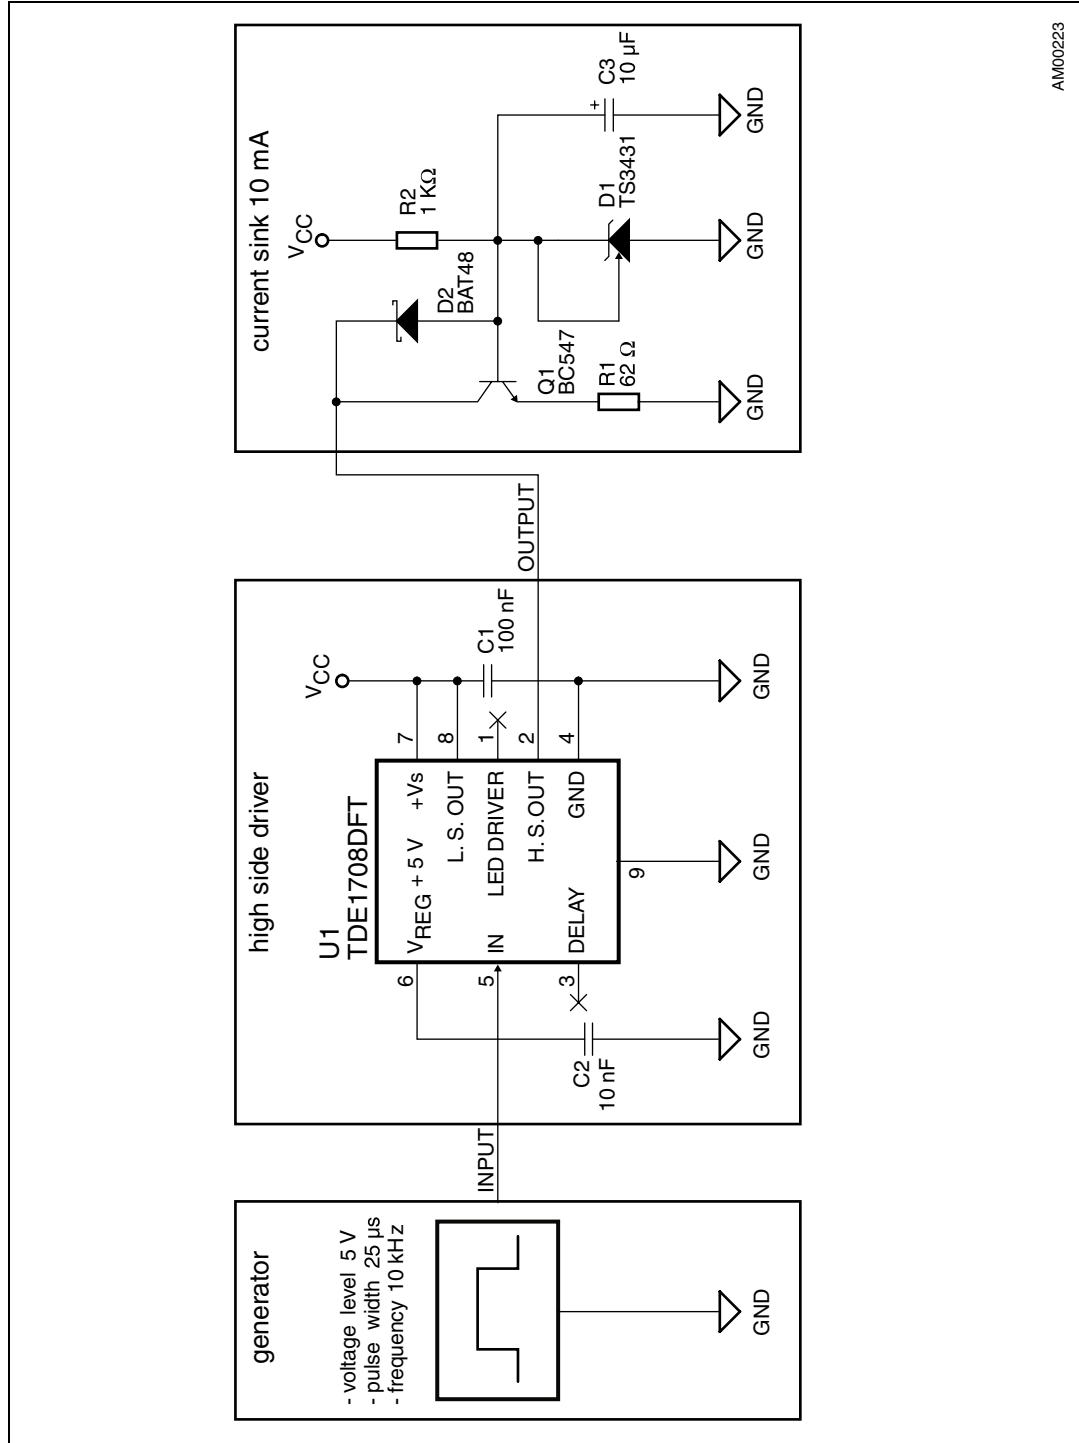 generator
- voltage level 5 V
- pulse width 25 µs
- frequency 10 kHz
GND
INPUT
high side driver
U1
TDE1708DFT
VCC
6
VREG + 5 V
+Vs
7
L. S. OUT
8
5
IN
LED DRIVER
1
H. S.OUT
2
3
DELAY
GND
4
9
C1
100 nF
C2
10 nF
GND
GND
GND
OUTPUT
current sink 10 mA
VCC
R2
1 KΩ
D2
BAT48
Q1
BC547
R1
62 Ω
D1
TS3431
+
C3
10 µF
GND
GND
GND
AM00223